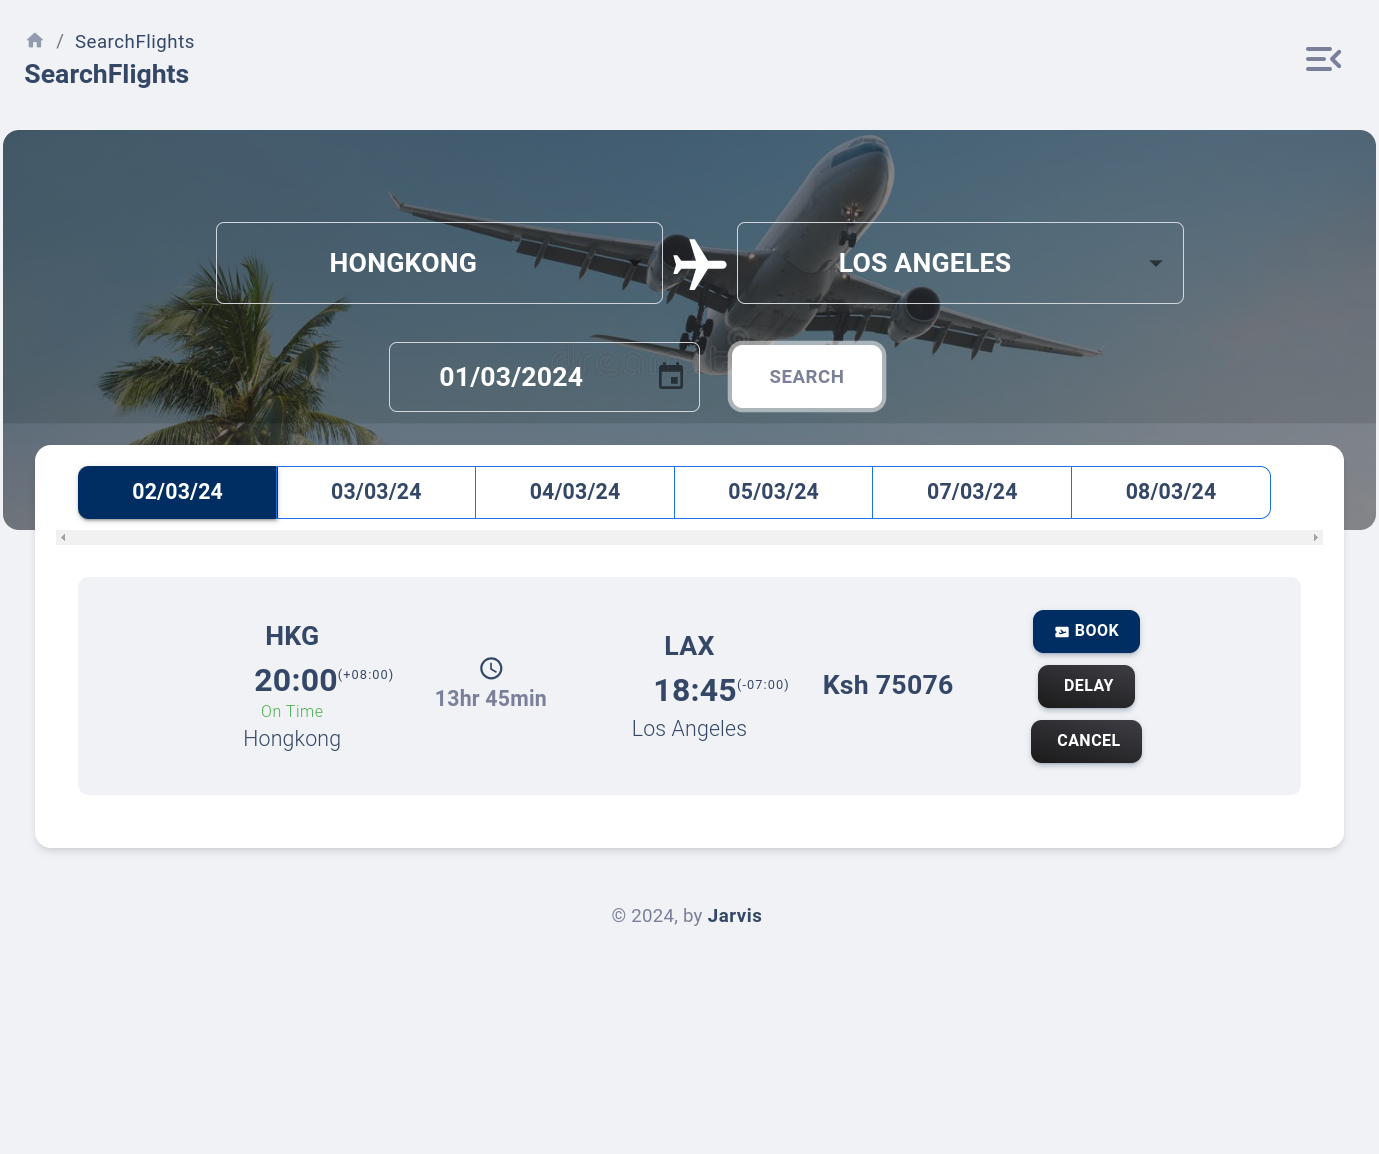 / SearchFlights
SearchFlights
HONGKONG
LOS ANGELES
01/03/2024
SEARCH
02/03/24
03/03/24
04/03/24
05/03/24
07/03/24
08/03/24
HKG
20:00(+08:00)
On Time
Hongkong
13hr 45min
LAX
18:45(-07:00)
Los Angeles
Ksh 75076
BOOK
DELAY
CANCEL
© 2024, by Jarvis